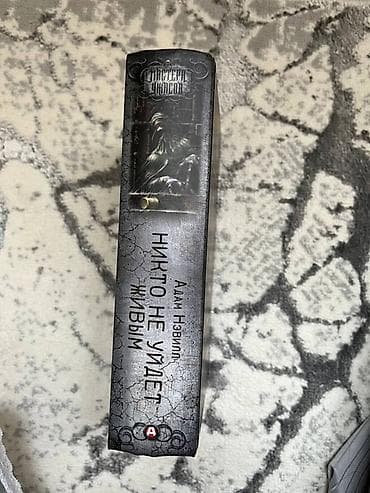 МАСТЕРА
УЖАСОВ
Адам Нэвилл
НИКТО НЕ УЙДЕТ
ЖИВЫМ
А